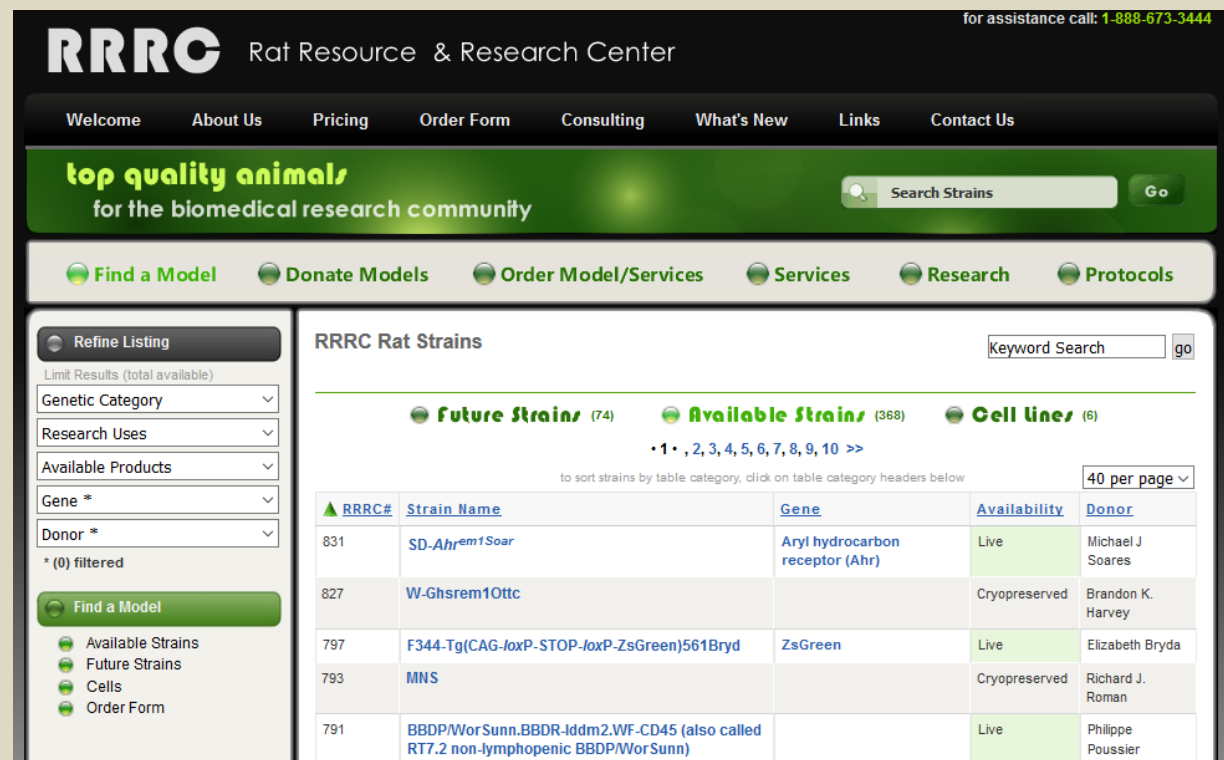 for assistance call: 1-888-673-3444
RRRC Rat Resource & Research Center
Welcome About Us Pricing Order Form Consulting What's New Links Contact Us
top quality animals
for the biomedical research community
Search Strains Go
Find a Model Donate Models Order Model/Services Services Research Protocols
Refine Listing
Limit Results (total available)
Genetic Category
Research Uses
Available Products
Gene *
Donor *
* (0) filtered
Find a Model
Available Strains
Future Strains
Cells
Order Form
RRRC Rat Strains
Keyword Search go
Future Strains (74) Available Strains (368) Cell Lines (6)
• 1 • , 2, 3, 4, 5, 6, 7, 8, 9, 10 >>
to sort strains by table category, click on table category headers below
40 per page
RRRC# Strain Name Gene Availability Donor
831 SD-Ahrem1Soar Aryl hydrocarbon receptor (Ahr) Live Michael J Soares
827 W-Ghsrem1Ottc Cryopreserved Brandon K. Harvey
797 F344-Tg(CAG-loxP-STOP-loxP-ZsGreen)561Bryd ZsGreen Live Elizabeth Bryda
793 MNS Cryopreserved Richard J. Roman
791 BBDP/WorSunn.BBDR-Iddm2.WF-CD45 (also called RT7.2 non-lymphopenic BBDP/WorSunn) Live Philippe Poussier